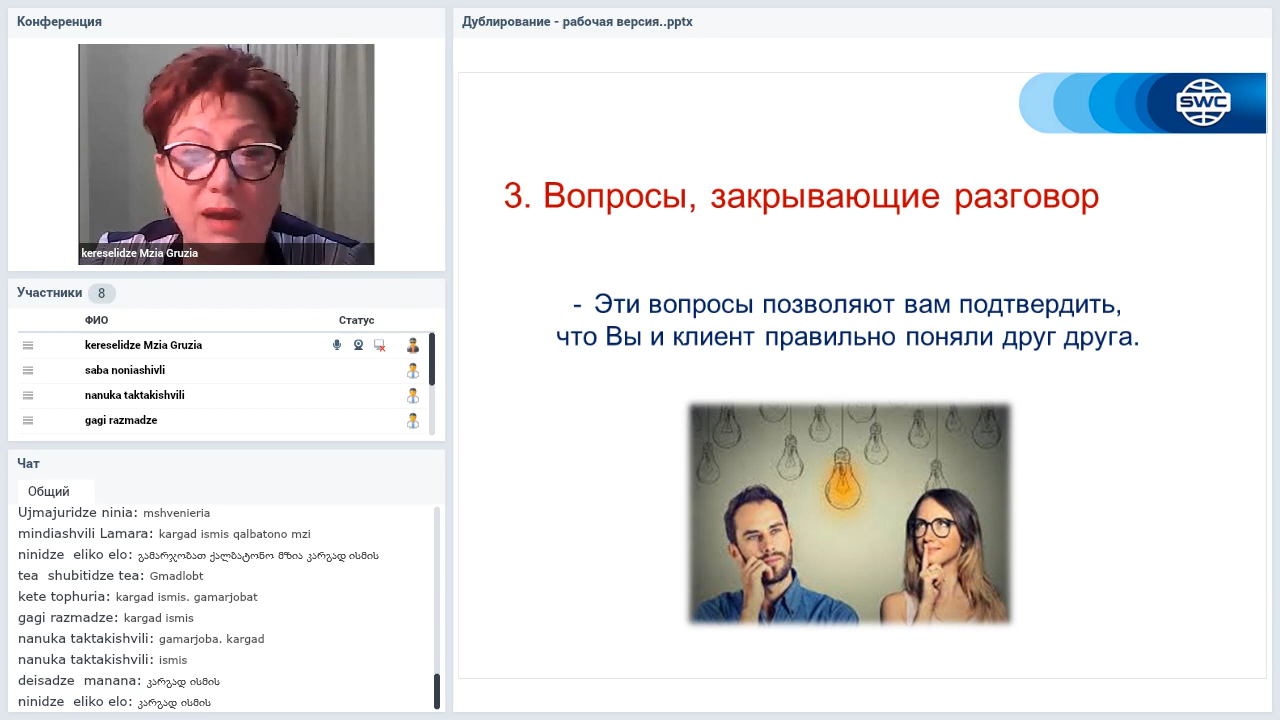 Конференция
kereselidze Mzia Gruzia
Участники 8
ФИО Статус
kereselidze Mzia Gruzia
saba noniashivli
nanuka taktakishvili
gagi razmadze
Чат
Общий
Ujmajuridze ninia: mshvenieria
mindiashvili Lamara: kargad ismis qalbatono mzi
ninidze eliko elo: გამარჯობათ ქალბატონო მზია კარგად ისმის
tea shubitidze tea: Gmadlobt
kete tophuria: kargad ismis. gamarjobat
gagi razmadze: kargad ismis
nanuka taktakishvili: gamarjoba. kargad
nanuka taktakishvili: ismis
deisadze manana: კარგად ისმის
ninidze eliko elo: კარგად ისმის
Дублирование - рабочая версия..pptx
SWC
3. Вопросы, закрывающие разговор
- Эти вопросы позволяют вам подтвердить,
что Вы и клиент правильно поняли друг друга.